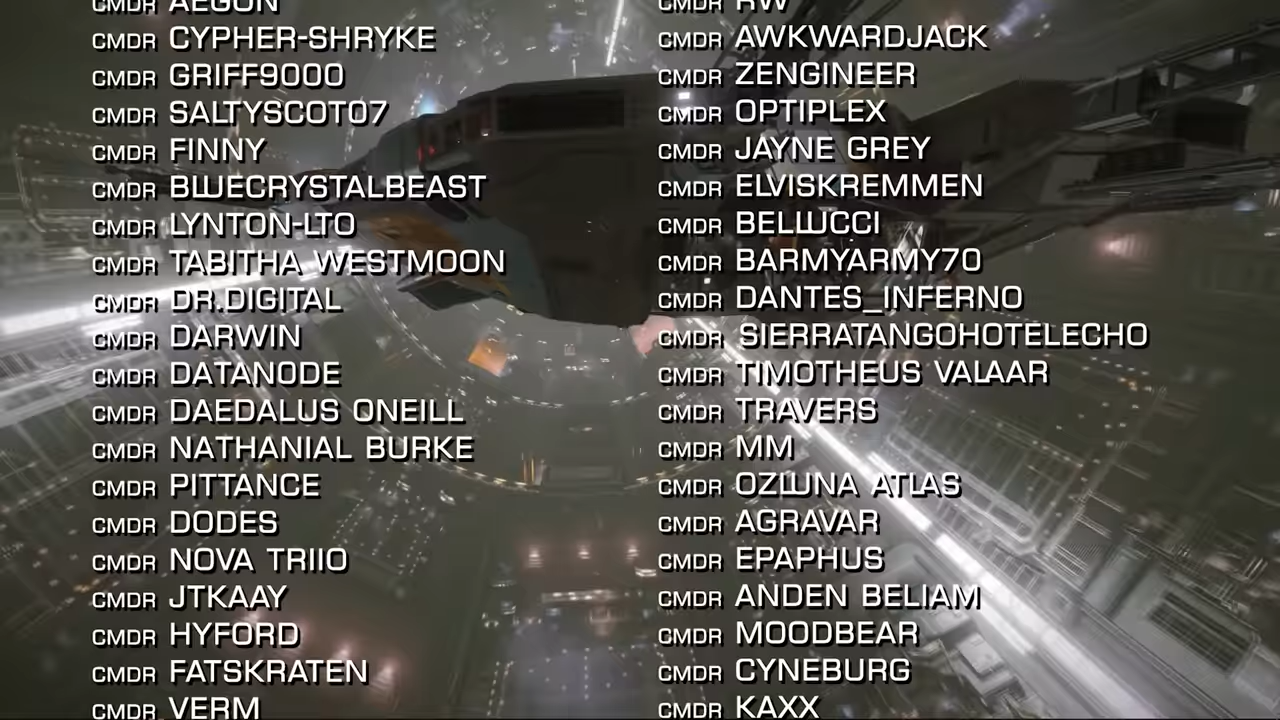 CMDR AEGON
CMDR CYPHER-SHRYKE
CMDR GRIFF9000
CMDR SALTYSCOT07
CMDR FINNY
CMDR BLUECRYSTALBEAST
CMDR LYNTON-LTO
CMDR TABITHA WESTMOON
CMDR DR.DIGITAL
CMDR DARWIN
CMDR DATANODE
CMDR DAEDALUS ONEILL
CMDR NATHANIAL BURKE
CMDR PITTANCE
CMDR DODES
CMDR NOVA TRIIO
CMDR JTKAAY
CMDR HYFORD
CMDR FATSKRATEN
CMDR VERM
CMDR RW
CMDR AWKWARDJACK
CMDR ZENGINEER
CMDR OPTIPLEX
CMDR JAYNE GREY
CMDR ELVISKREMMEN
CMDR BELLUCCI
CMDR BARMYARMY70
CMDR DANTES_INFERNO
CMDR SIERRATANGOHOTELECHO
CMDR TIMOTHEUS VALAAR
CMDR TRAVERS
CMDR MM
CMDR OZLUNA ATLAS
CMDR AGRAVAR
CMDR EPAPHUS
CMDR ANDEN BELIAM
CMDR MOODBEAR
CMDR CYNEBURG
CMDR KAXX